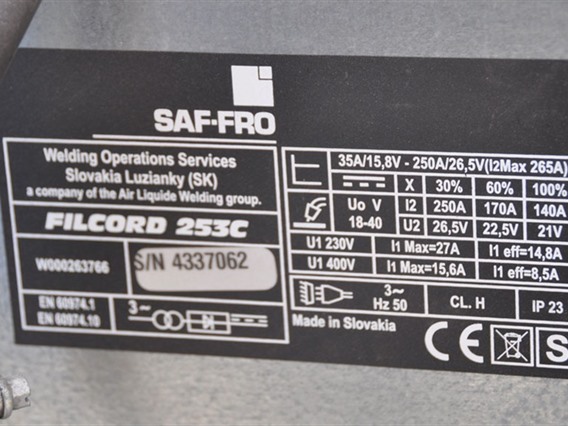 SAF-FRO
Welding Operations Services
Slovakia Luzianky (SK)
a company of the Air Liquide Welding group.
FILCORD 253C
W000263766
S/N 4337062
EN 60974.1
EN 60974.10
3~
35A/15,8V - 250A/26,5V(I2Max 265A)
X 30% 60% 100%
Uo V
18-40
I2 250A 170A 140A
U2 26,5V 22,5V 21V
U1 230V I1 Max=27A I1 eff=14,8A
U1 400V I1 Max=15,6A I1 eff=8,5A
3~
Hz 50
CL. H
IP 23
Made in Slovakia
CE
S